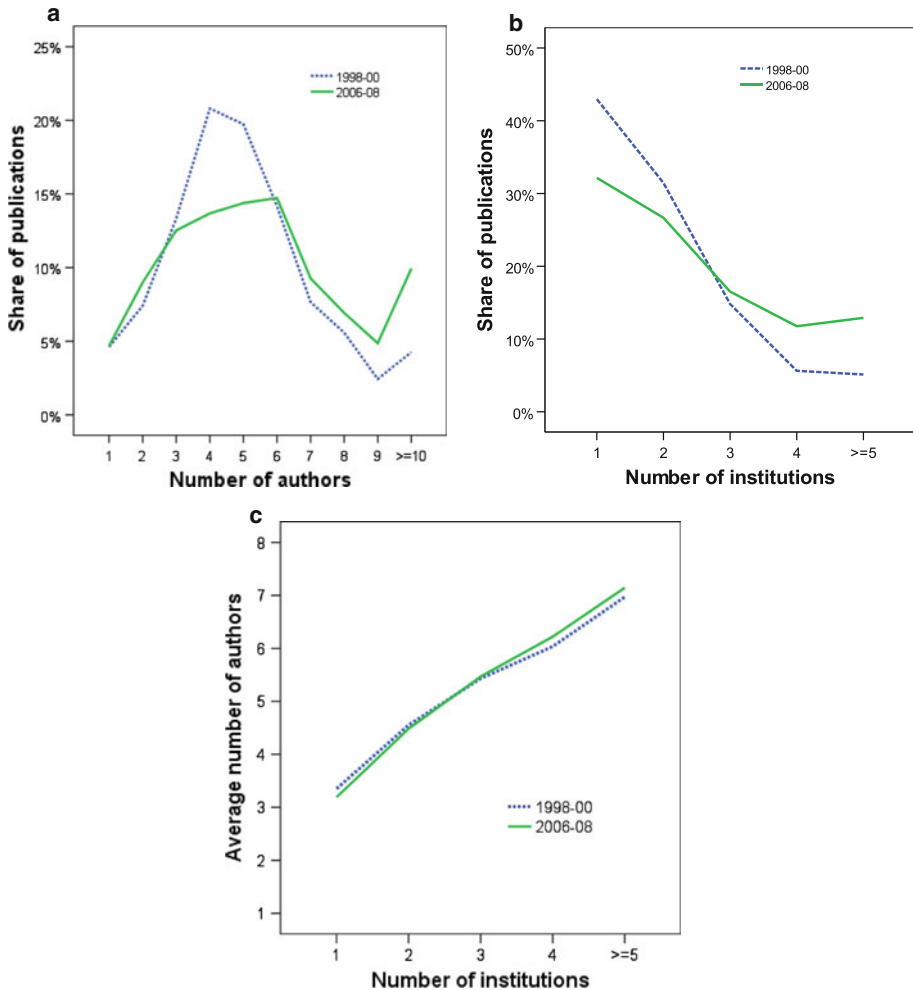 a
25%
20%
15%
10%
5%
0%
Share of publications
1998-00
2006-08
1 2 3 4 5 6 7 8 9 >=10
Number of authors
b
50%
40%
30%
20%
10%
0%
Share of publications
1998-00
2006-08
1 2 3 4 >=5
Number of institutions
c
8
7
6
5
4
3
2
1
Average number of authors
1998-00
2006-08
1 2 3 4 >=5
Number of institutions